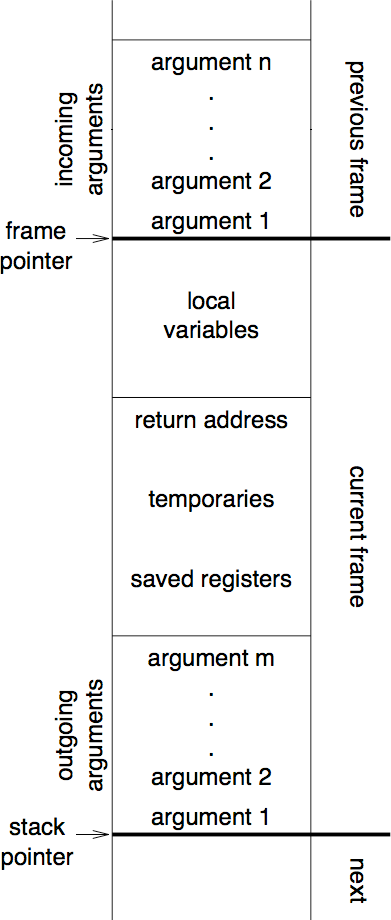 argument n
.
.
.
argument 2
argument 1
incoming
arguments
previous frame
frame
pointer
local
variables
return address
temporaries
saved registers
current frame
argument m
.
.
.
argument 2
argument 1
outgoing
arguments
stack
pointer
next